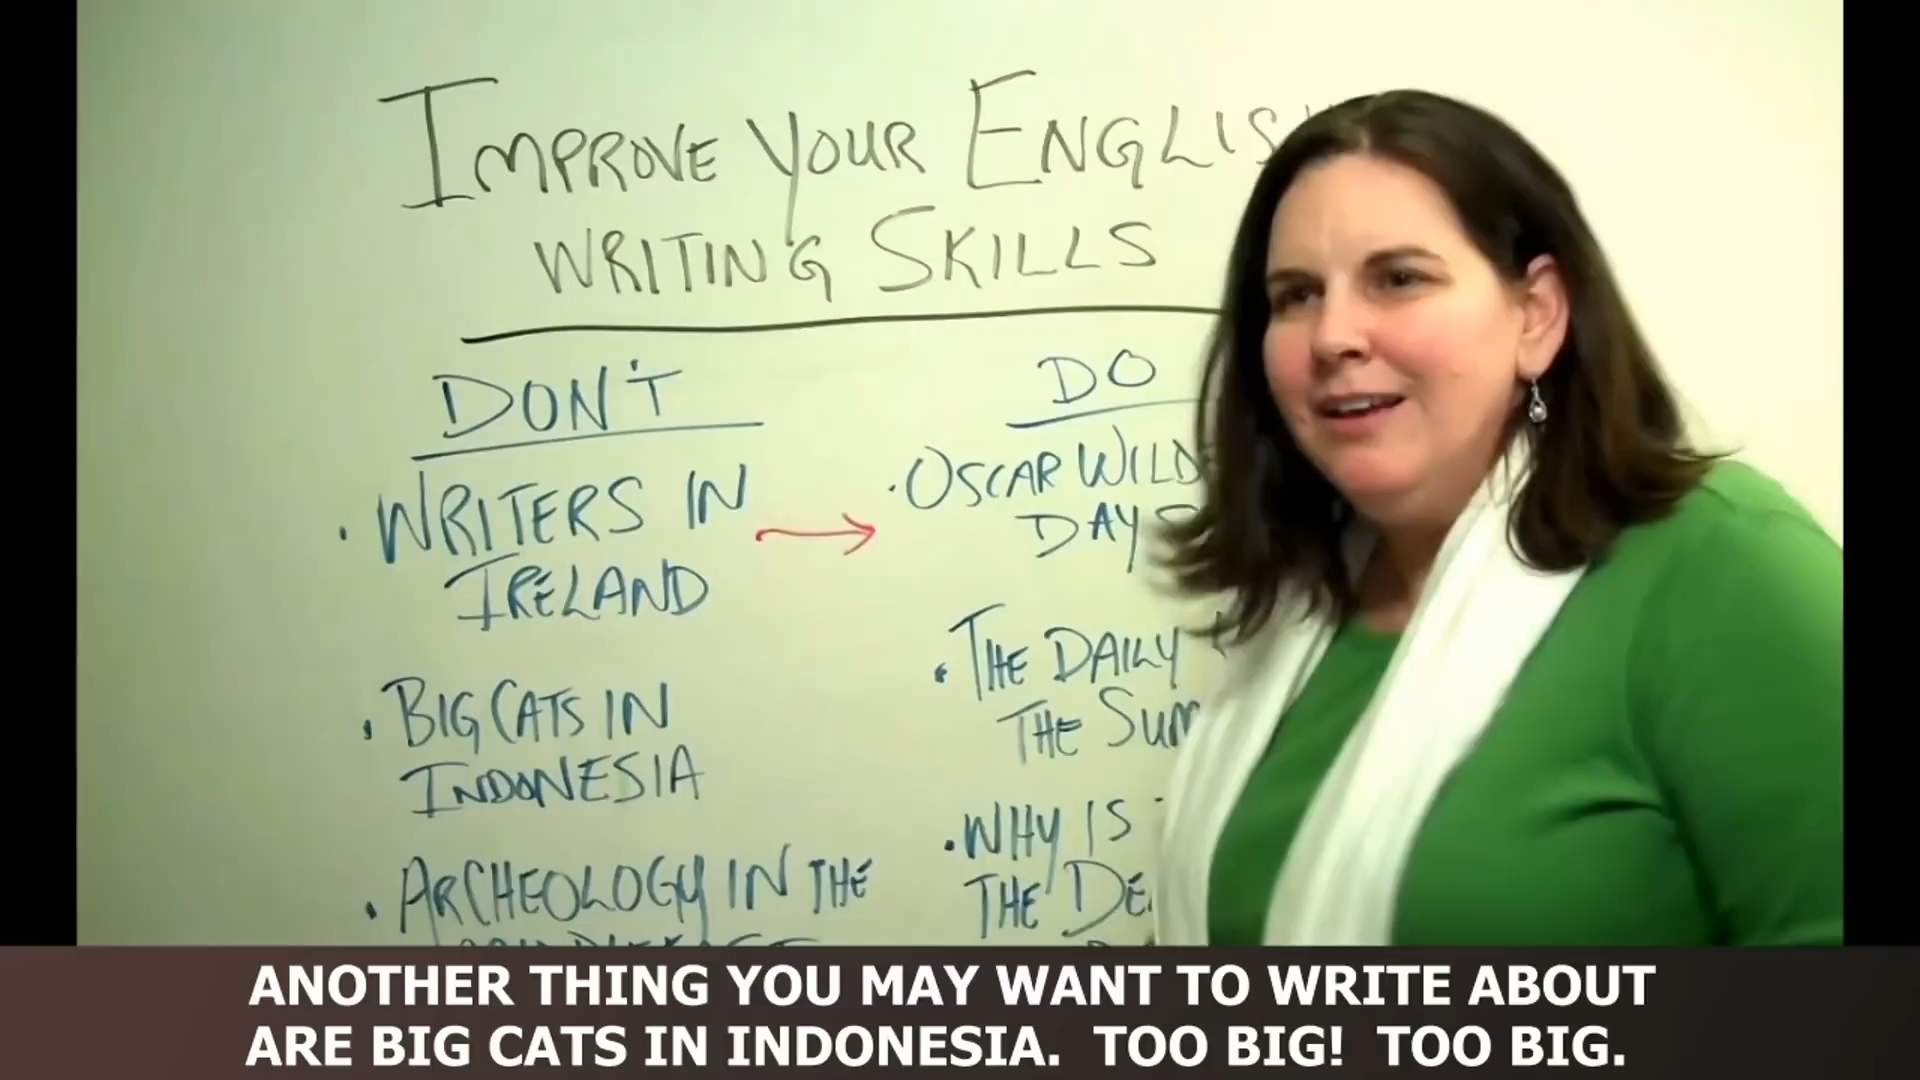 IMPROVE YOUR ENGLIS
WRITING SKILLS
DON'T
• WRITERS IN
IRELAND
• BIG CATS IN
INDONESIA
• ARCHEOLOGY IN THE
DO
• OSCAR WILD
DAYS
• THE DAILY
THE SUM
• WHY IS
THE DE
ANOTHER THING YOU MAY WANT TO WRITE ABOUT
ARE BIG CATS IN INDONESIA. TOO BIG! TOO BIG.